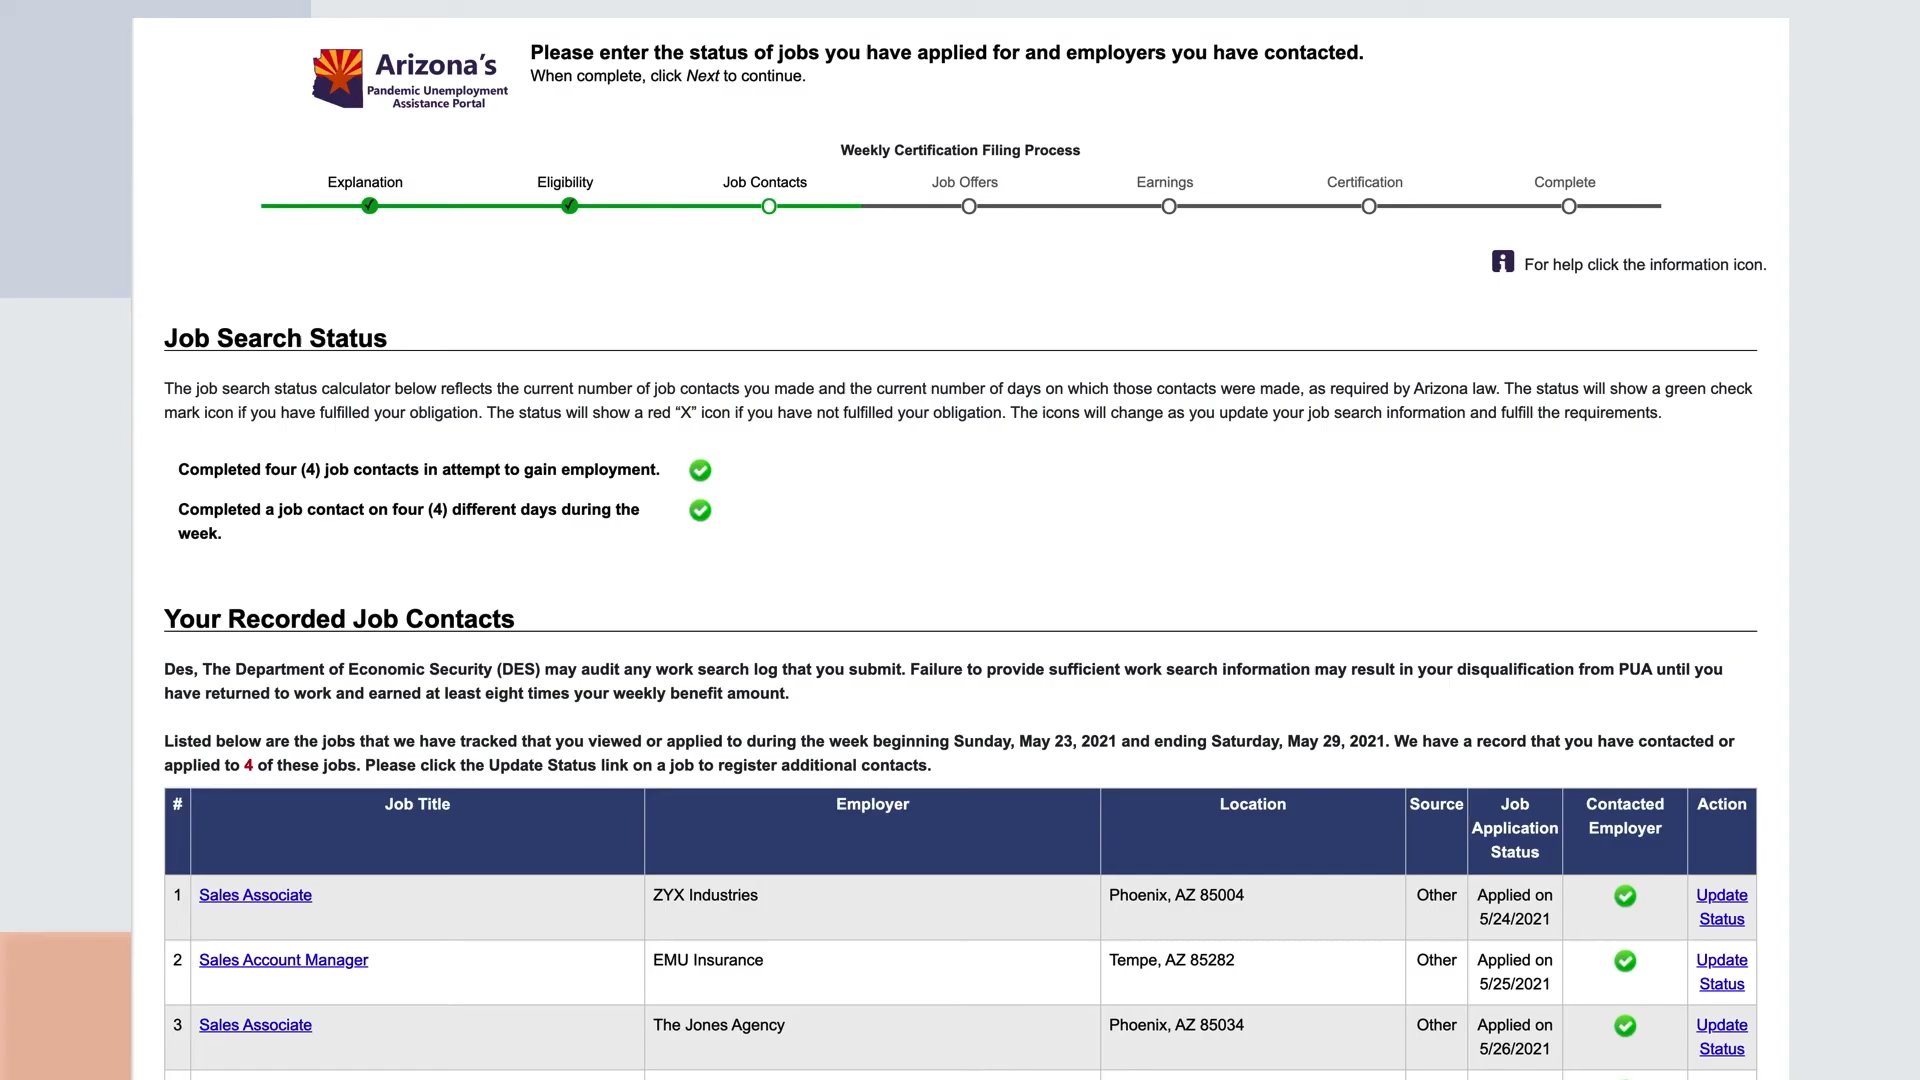 Arizona's
Pandemic Unemployment
Assistance Portal
Please enter the status of jobs you have applied for and employers you have contacted.
When complete, click Next to continue.
Weekly Certification Filing Process
Explanation
Eligibility
Job Contacts
Job Offers
Earnings
Certification
Complete
For help click the information icon.
Job Search Status
The job search status calculator below reflects the current number of job contacts you made and the current number of days on which those contacts were made, as required by Arizona law. The status will show a green check
mark icon if you have fulfilled your obligation. The status will show a red “X” icon if you have not fulfilled your obligation. The icons will change as you update your job search information and fulfill the requirements.
Completed four (4) job contacts in attempt to gain employment.
Completed a job contact on four (4) different days during the
week.
Your Recorded Job Contacts
Des, The Department of Economic Security (DES) may audit any work search log that you submit. Failure to provide sufficient work search information may result in your disqualification from PUA until you
have returned to work and earned at least eight times your weekly benefit amount.
Listed below are the jobs that we have tracked that you viewed or applied to during the week beginning Sunday, May 23, 2021 and ending Saturday, May 29, 2021. We have a record that you have contacted or
applied to 4 of these jobs. Please click the Update Status link on a job to register additional contacts.
# Job Title Employer Location Source Job Contacted Action
Application Employer
Status
1 Sales Associate ZYX Industries Phoenix, AZ 85004 Other Applied on Update
5/24/2021 Status
2 Sales Account Manager EMU Insurance Tempe, AZ 85282 Other Applied on Update
5/25/2021 Status
3 Sales Associate The Jones Agency Phoenix, AZ 85034 Other Applied on Update
5/26/2021 Status